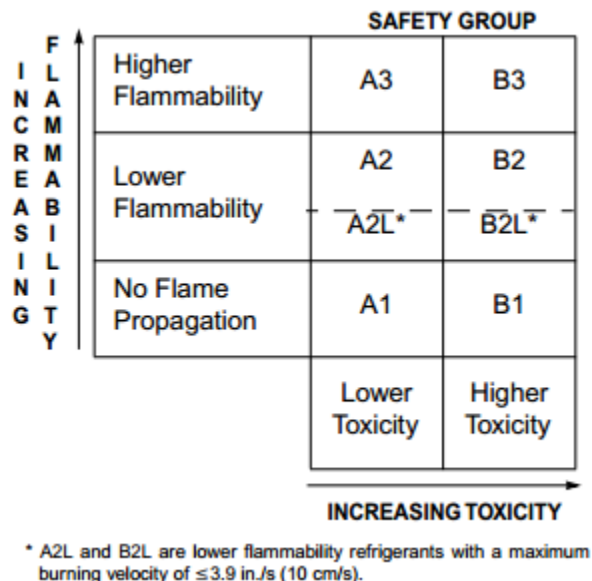 SAFETY GROUP
INCREASING
FLAMMABILITY
Higher
Flammability
A3
B3
Lower
Flammability
A2
B2
A2L*
B2L*
No Flame
Propagation
A1
B1
Lower
Toxicity
Higher
Toxicity
INCREASING TOXICITY
* A2L and B2L are lower flammability refrigerants with a maximum
burning velocity of ≤3.9 in./s (10 cm/s).